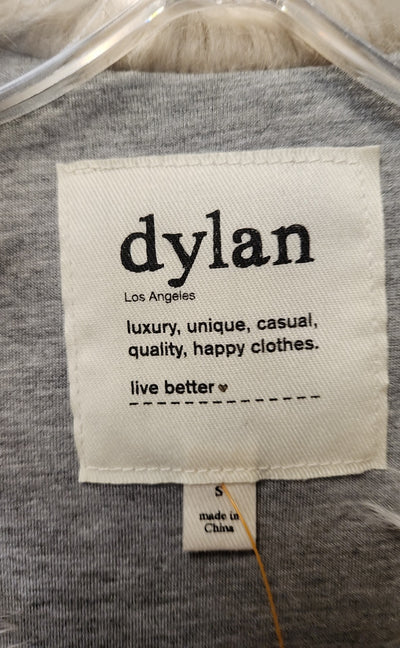 dylan
Los Angeles
luxury, unique, casual,
quality, happy clothes.
live better♥
S
made in
China